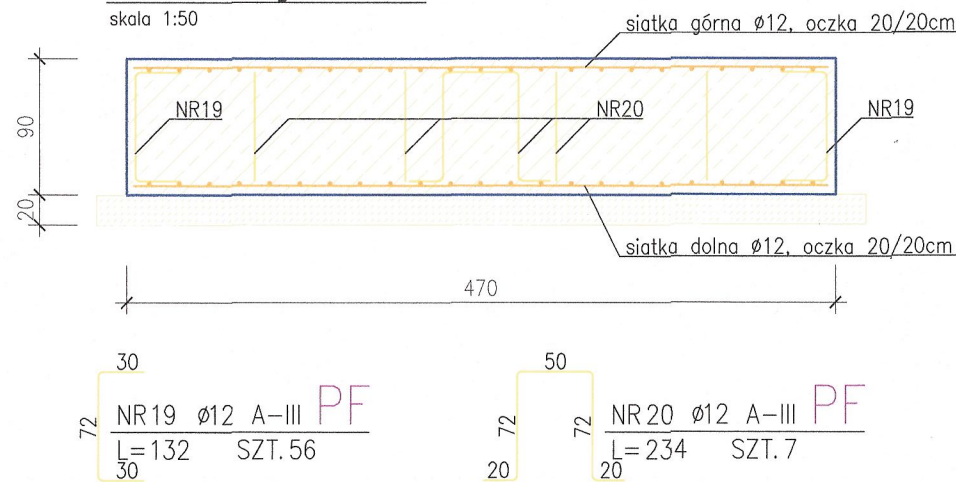 skala 1:50
siatka górna ø12, oczka 20/20cm
NR19
NR20
NR19
90
20
siatka dolna ø12, oczka 20/20cm
470
30
72
NR19 ø12 A-III PF
L=132 SZT.56
30
50
72
72
NR20 ø12 A-III PF
L=234 SZT.7
20
20